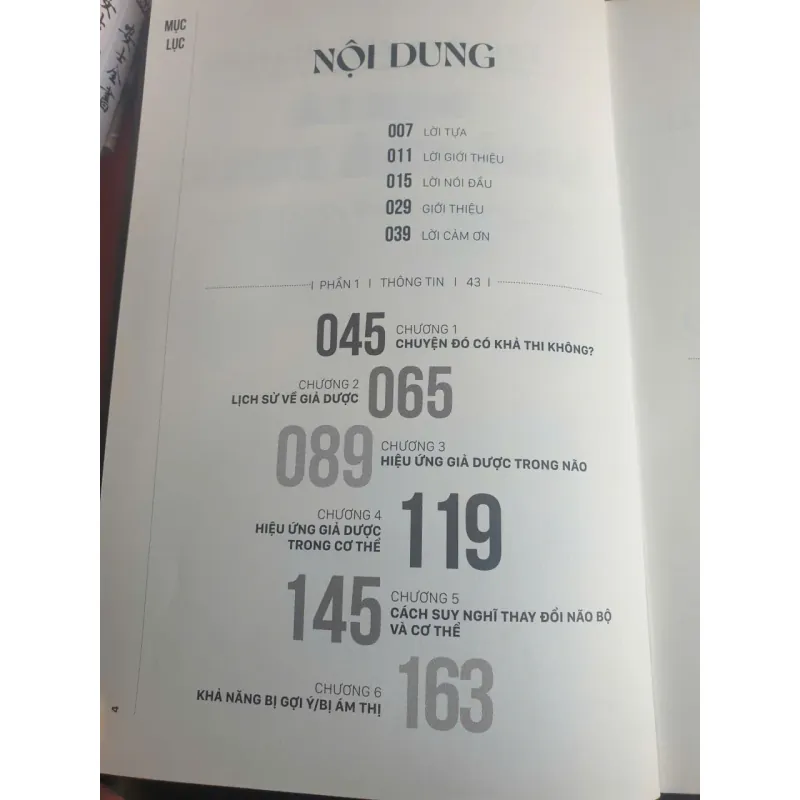 MỤC
LỤC
NỘI DUNG
007 LỜI TỰA
011 LỜI GIỚI THIỆU
015 LỜI NÓI ĐẦU
029 GIỚI THIỆU
039 LỜI CẢM ƠN
PHẦN 1 | THÔNG TIN | 43
045 CHƯƠNG 1
CHUYỆN ĐÓ CÓ KHẢ THI KHÔNG?
CHƯƠNG 2
LỊCH SỬ VỀ GIẢ DƯỢC 065
089 CHƯƠNG 3
HIỆU ỨNG GIẢ DƯỢC TRONG NÃO
CHƯƠNG 4
HIỆU ỨNG GIẢ DƯỢC
TRONG CƠ THỂ
119
145 CHƯƠNG 5
CÁCH SUY NGHĨ THAY ĐỔI NÃO BỘ
VÀ CƠ THỂ
CHƯƠNG 6
KHẢ NĂNG BỊ GỢI Ý/BỊ ÁM THỊ 163
4